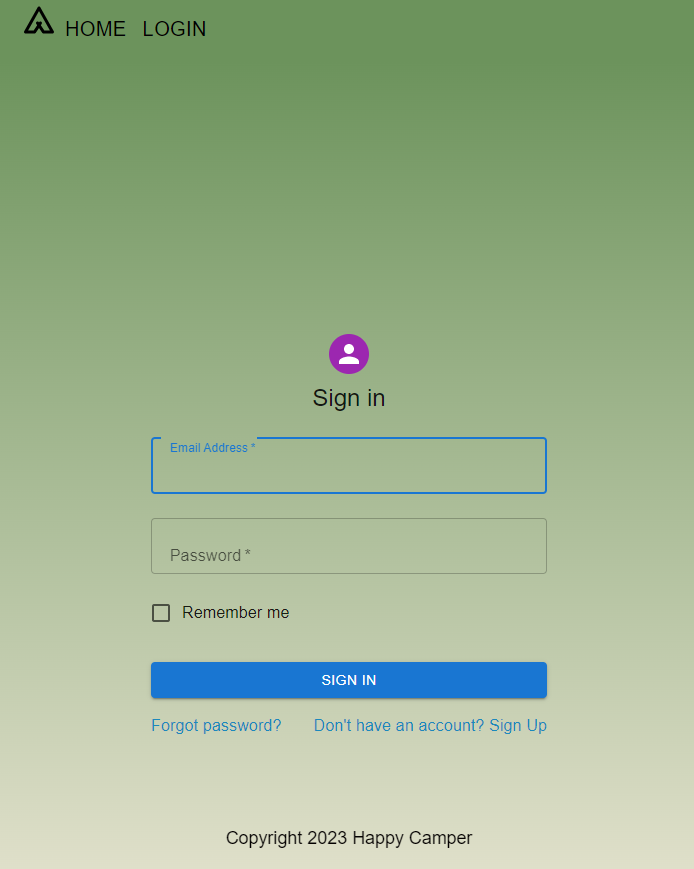 HOME LOGIN
Sign in
Email Address *
Password *
Remember me
SIGN IN
Forgot password? Don't have an account? Sign Up
Copyright 2023 Happy Camper